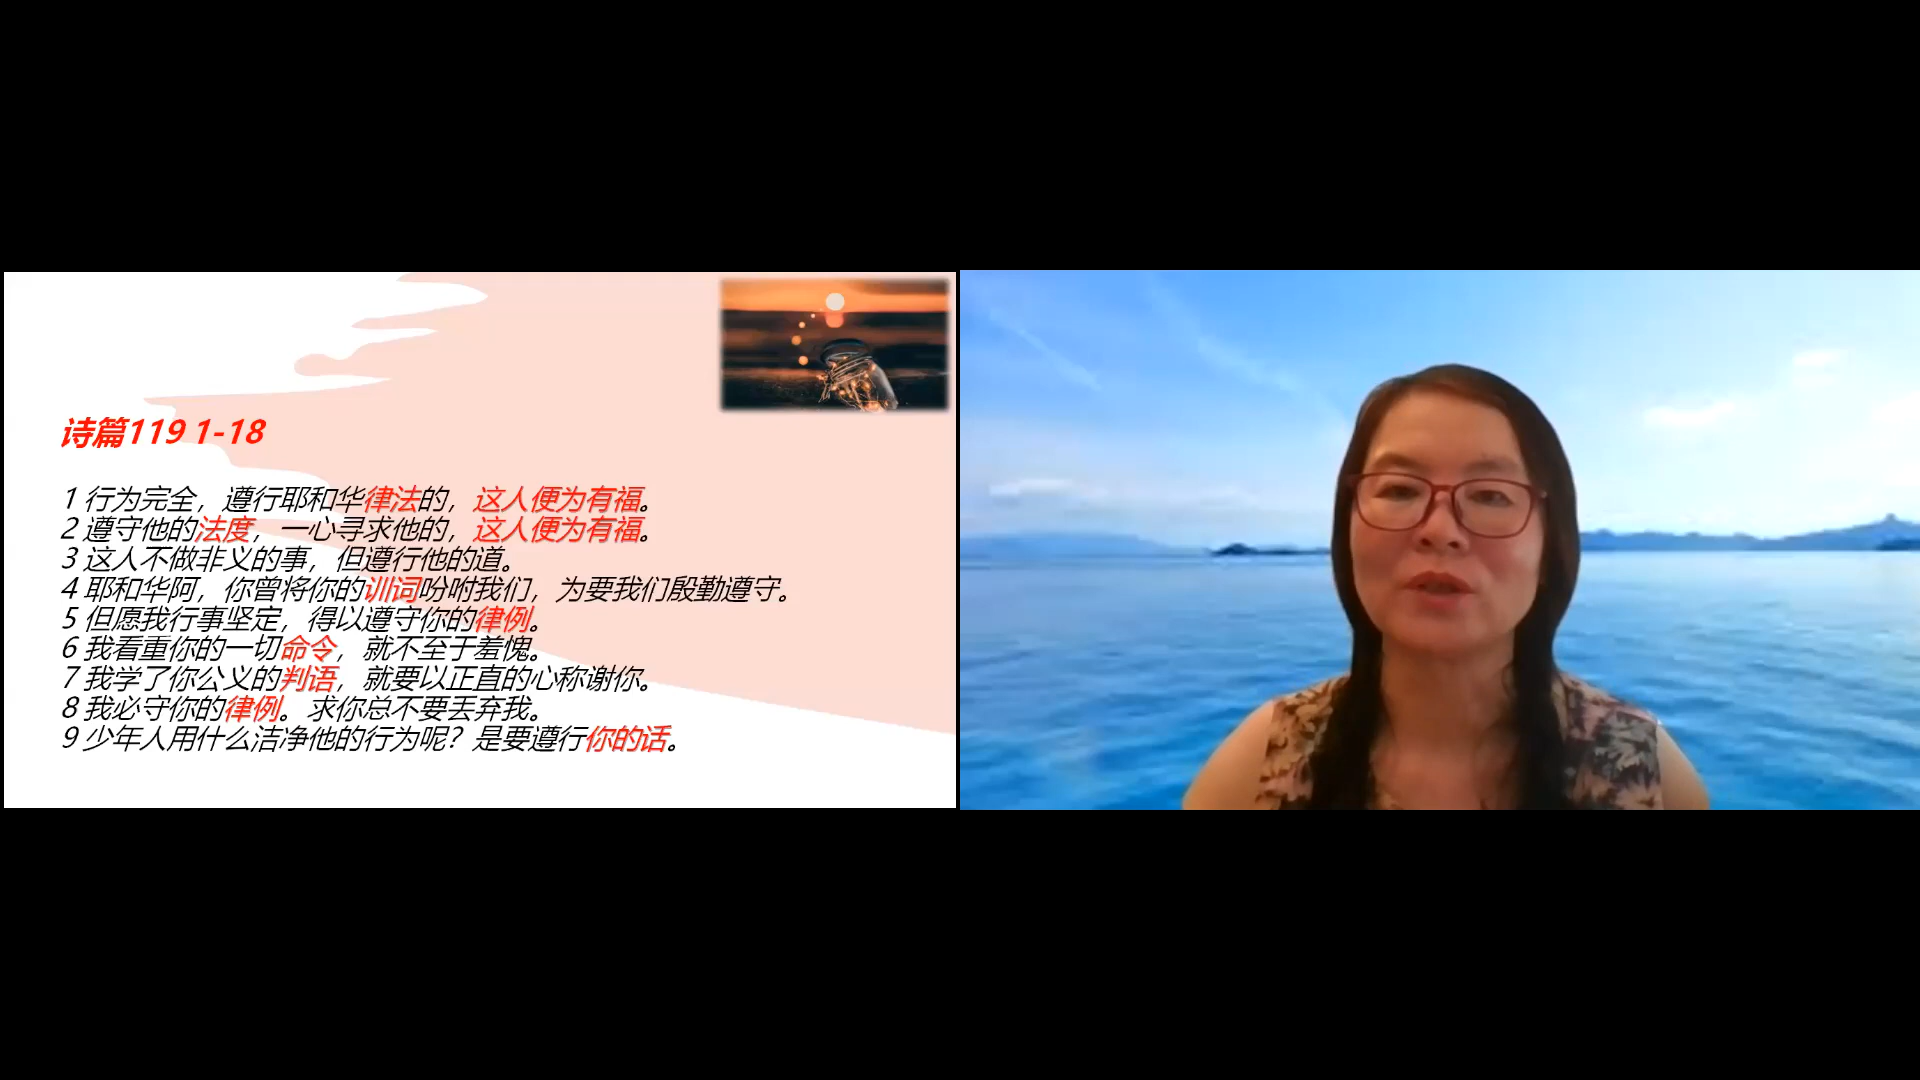 诗篇119 1-18
1 行为完全，遵行耶和华律法的，这人便为有福。
2 遵守他的法度，一心寻求他的，这人便为有福。
3 这人不做非义的事，但遵行他的道。
4 耶和华阿，你曾将你的训词吩咐我们，为要我们殷勤遵守。
5 但愿我行事坚定，得以遵守你的律例。
6 我看重你的一切命令，就不至于羞愧。
7 我学了你公义的判语，就要以正直的心称谢你。
8 我必守你的律例。求你总不要丢弃我。
9 少年人用什么洁净他的行为呢？是要遵行你的话。